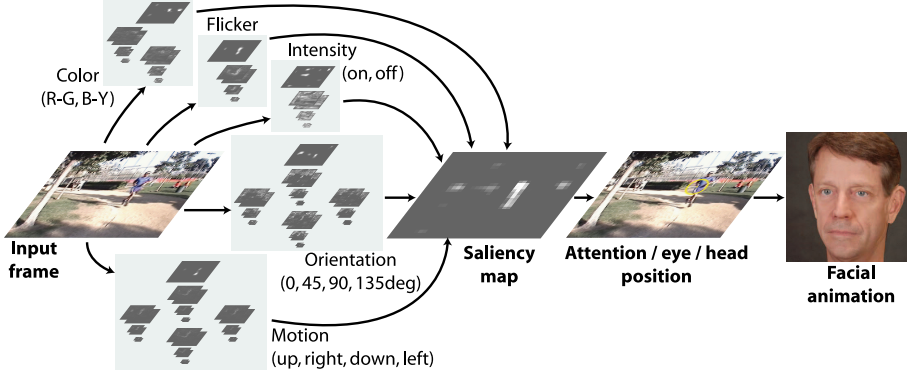 Flicker
Intensity
(on, off)
Color
(R-G, B-Y)
Input
frame
Orientation
(0, 45, 90, 135deg)
Saliency
map
Attention / eye / head
position
Facial
animation
Motion
(up, right, down, left)